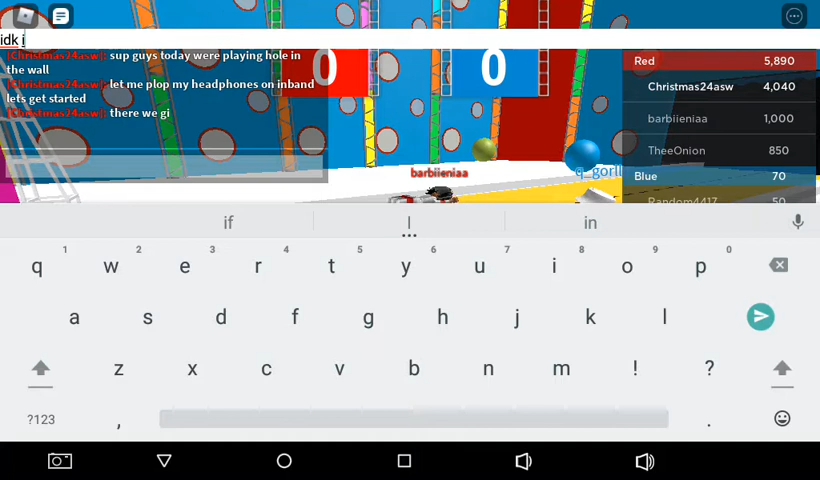 idk i
[Christmas24asw]: sup guys today were playing hole in
the wall
[Christmas24asw]: let me plop my headphones on inband
lets get started
[Christmas24asw]: there we gi
0 0
Red 5,890
Christmas24asw 4,040
barbiieniaa 1,000
TheeOnion 850
Blue 70
Random4417 50
barbiieniaa
q_gorll
if I in
1 2 3 4 5 6 7 8 9 0
q w e r t y u i o p
a s d f g h j k l
z x c v b n m ! ?
?123 , .